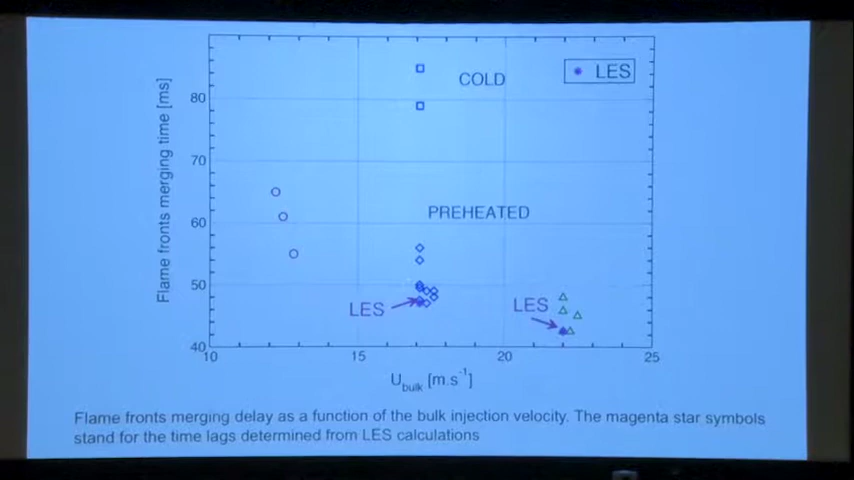 COLD
LES
Flame fronts merging time [ms]
80
70
PREHEATED
60
50
LES
LES
40
10
15
20
25
U_bulk [m.s⁻¹]
Flame fronts merging delay as a function of the bulk injection velocity. The magenta star symbols
stand for the time lags determined from LES calculations